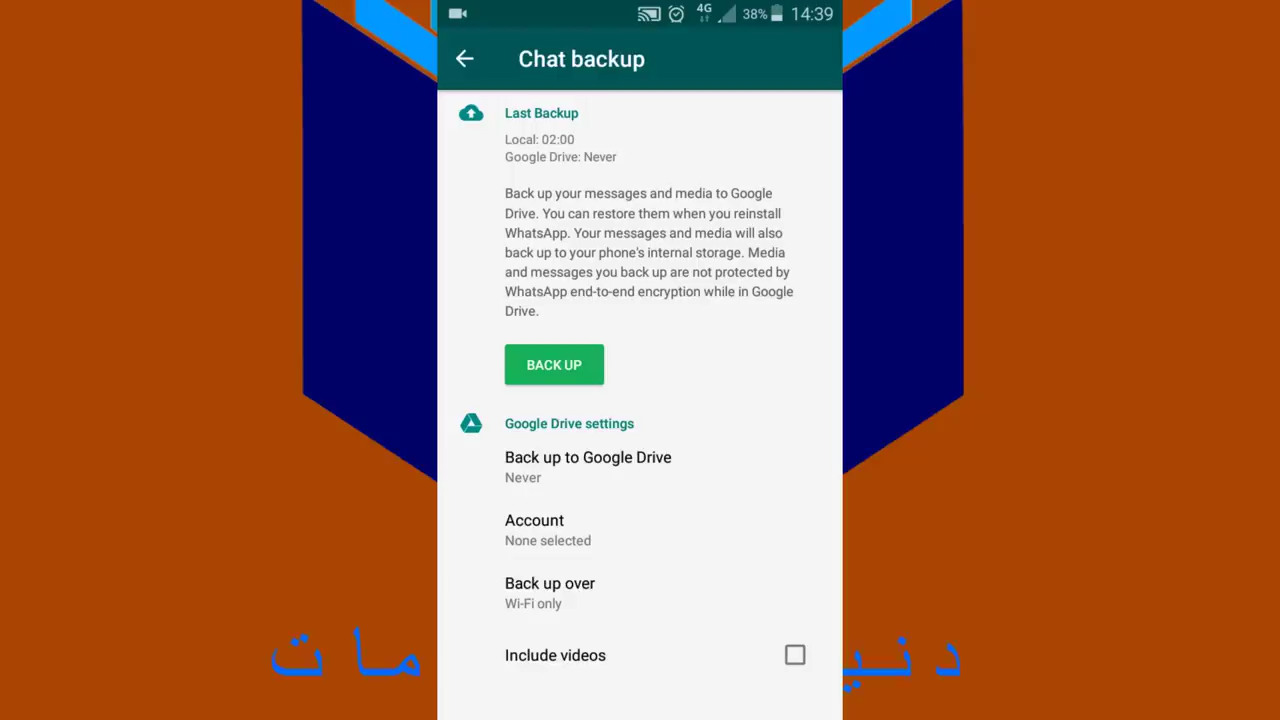 4G 38% 14:39
Chat backup
Last Backup
Local: 02:00
Google Drive: Never
Back up your messages and media to Google
Drive. You can restore them when you reinstall
WhatsApp. Your messages and media will also
back up to your phone's internal storage. Media
and messages you back up are not protected by
WhatsApp end-to-end encryption while in Google
Drive.
BACK UP
Google Drive settings
Back up to Google Drive
Never
Account
None selected
Back up over
Wi-Fi only
Include videos